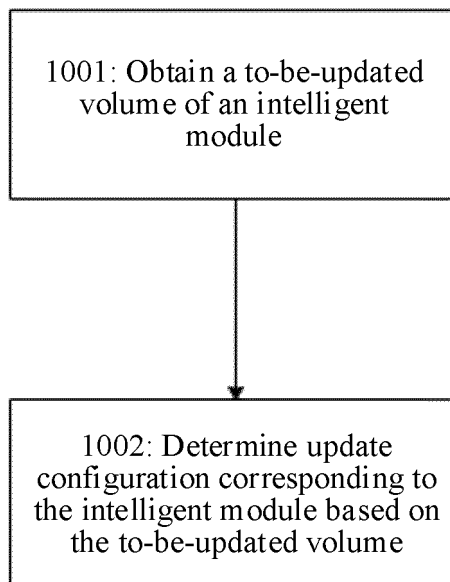 1001: Obtain a to-be-updated
volume of an intelligent
module
1002: Determine update
configuration corresponding to
the intelligent module based on
the to-be-updated volume